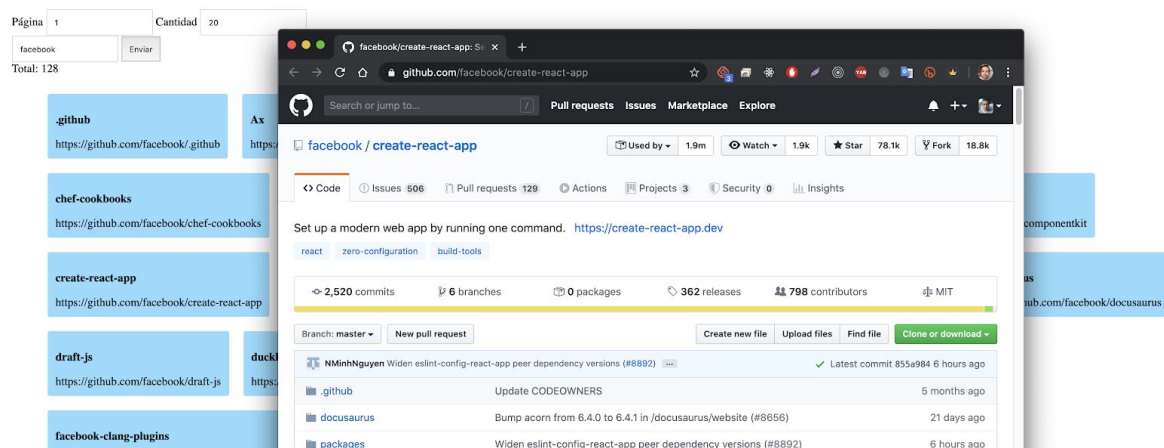 Página 1 Cantidad 20
facebook Enviar
Total: 128
.github
https://github.com/facebook/.github
Ax
https:/
chef-cookbooks
https://github.com/facebook/chef-cookbooks
componentkit
create-react-app
https://github.com/facebook/create-react-app
us
hub.com/facebook/docusaurus
draft-js
https://github.com/facebook/draft-js
duckl
https:
facebook-clang-plugins
facebook/create-react-app: Se
github.com/facebook/create-react-app
3
Search or jump to... /
Pull requests Issues Marketplace Explore
facebook / create-react-app
Used by 1.9m Watch 1.9k Star 78.1k Fork 18.8k
Code Issues 506 Pull requests 129 Actions Projects 3 Security 0 Insights
Set up a modern web app by running one command. https://create-react-app.dev
react zero-configuration build-tools
2,520 commits 6 branches 0 packages 362 releases 798 contributors MIT
Branch: master New pull request Create new file Upload files Find file Clone or download
NMinhNguyen Widen eslint-config-react-app peer dependency versions (#8892) ... Latest commit 855a984 6 hours ago
.github Update CODEOWNERS 5 months ago
docusaurus Bump acorn from 6.4.0 to 6.4.1 in /docusaurus/website (#8656) 21 days ago
packages Widen eslint-config-react-app peer dependency versions (#8892) 6 hours ago